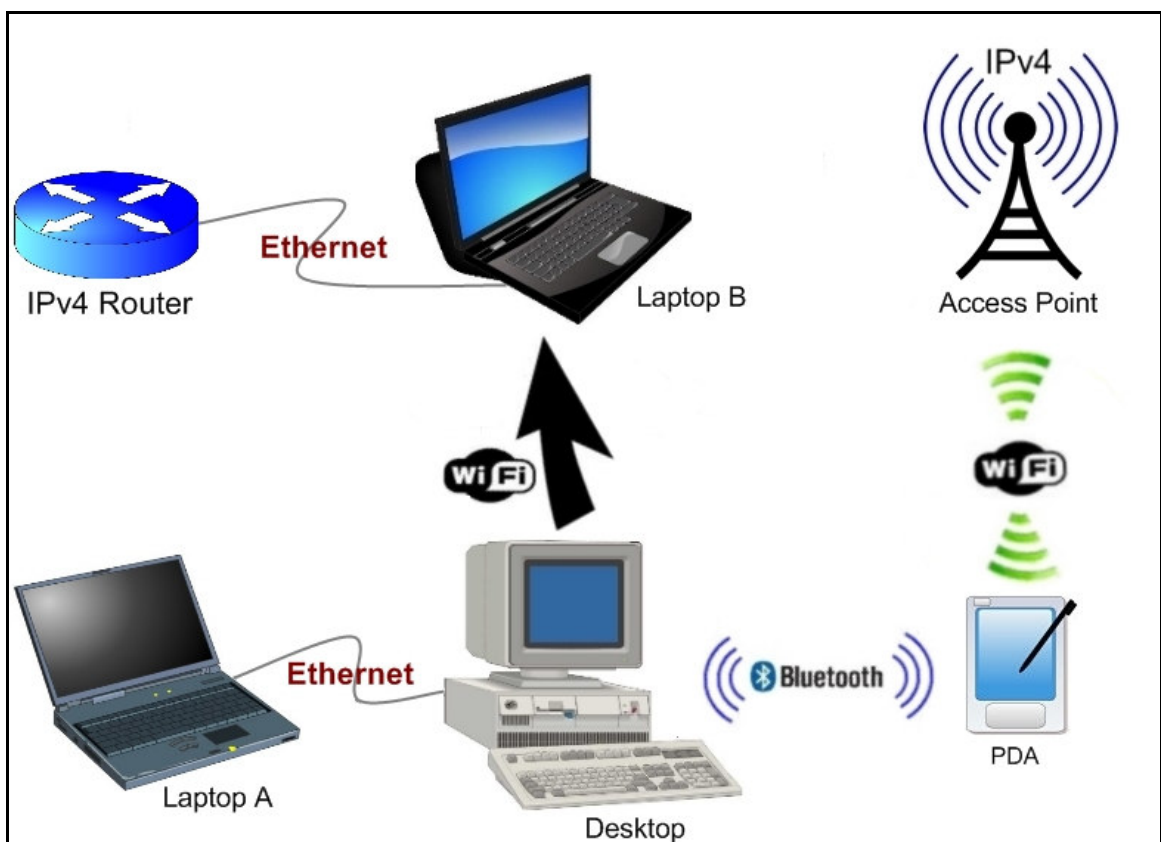 IPv4
Ethernet
IPv4 Router
Laptop B
Access Point
WiFi
WiFi
Ethernet
Bluetooth
PDA
Laptop A
Desktop